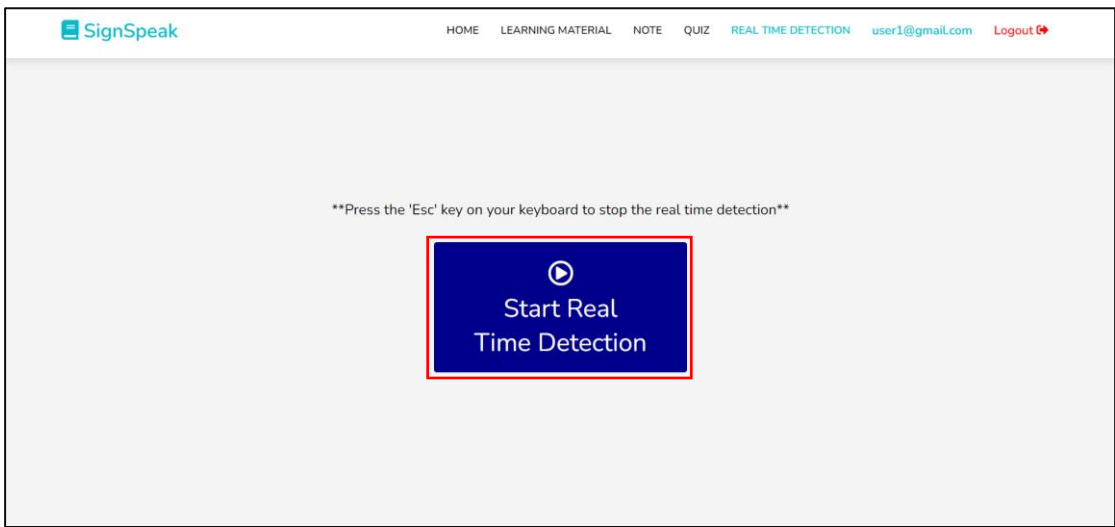 SignSpeak HOME LEARNING MATERIAL NOTE QUIZ REAL TIME DETECTION user1@gmail.com Logout
**Press the 'Esc' key on your keyboard to stop the real time detection**
Start Real
Time Detection